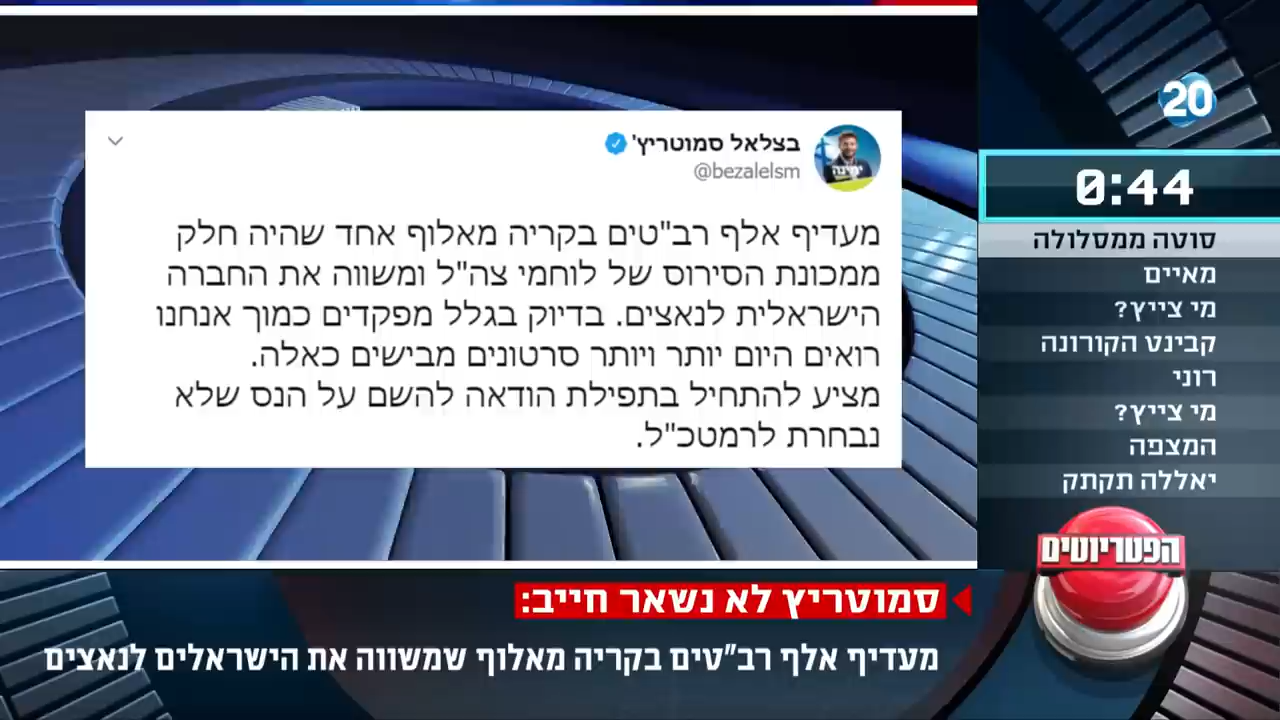 בצלאל סמוטריץ'
@bezalelsm
ימינה
מעדיף אלף רב"טים בקריה מאלוף אחד שהיה חלק
ממכונת הסירוס של לוחמי צה"ל ומשווה את החברה
הישראלית לנאצים. בדיוק בגלל מפקדים כמוך אנחנו
רואים היום יותר ויותר סרטונים מבישים כאלה.
מציע להתחיל בתפילת הודאה להשם על הנס שלא
נבחרת לרמטכ"ל.
20
0:44
סוטה ממסלולה
מאיים
מי צייץ?
קבינט הקורונה
רוני
מי צייץ?
המצפה
יאללה תקתק
הפטריוטים
סמוטריץ לא נשאר חייב:
מעדיף אלף רב"טים בקריה מאלוף שמשווה את הישראלים לנאצים